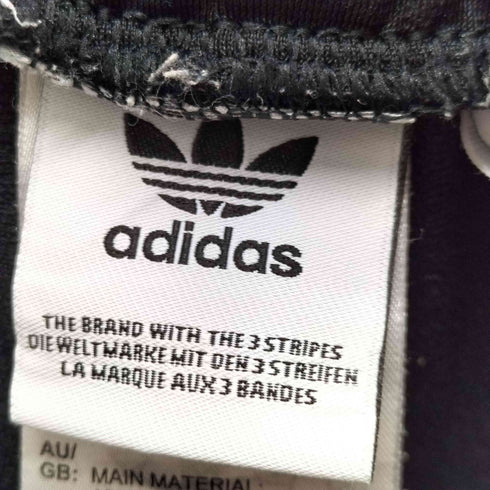 adidas
THE BRAND WITH THE 3 STRIPES
DIE WELTMARKE MIT DEN 3 STREIFEN
LA MARQUE AUX 3 BANDES
AU/
GB: MAIN MATERIAL: